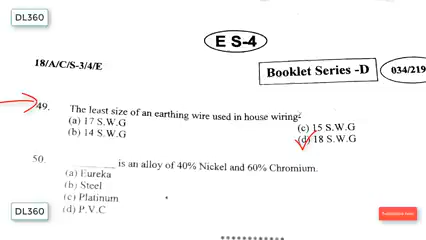 DL360
E S-4
18/A/C/S-3/4/E
Booklet Series -D
034/219
49. The least size of an earthing wire used in house wiring:
(a) 17 S.W.G (c) 15 S.W.G
(b) 14 S.W.G (d) 18 S.W.G
50. ________ is an alloy of 40% Nickel and 60% Chromium.
(a) Eureka
(b) Steel
(c) Platinum
(d) P.V.C
DL360
DL360
************